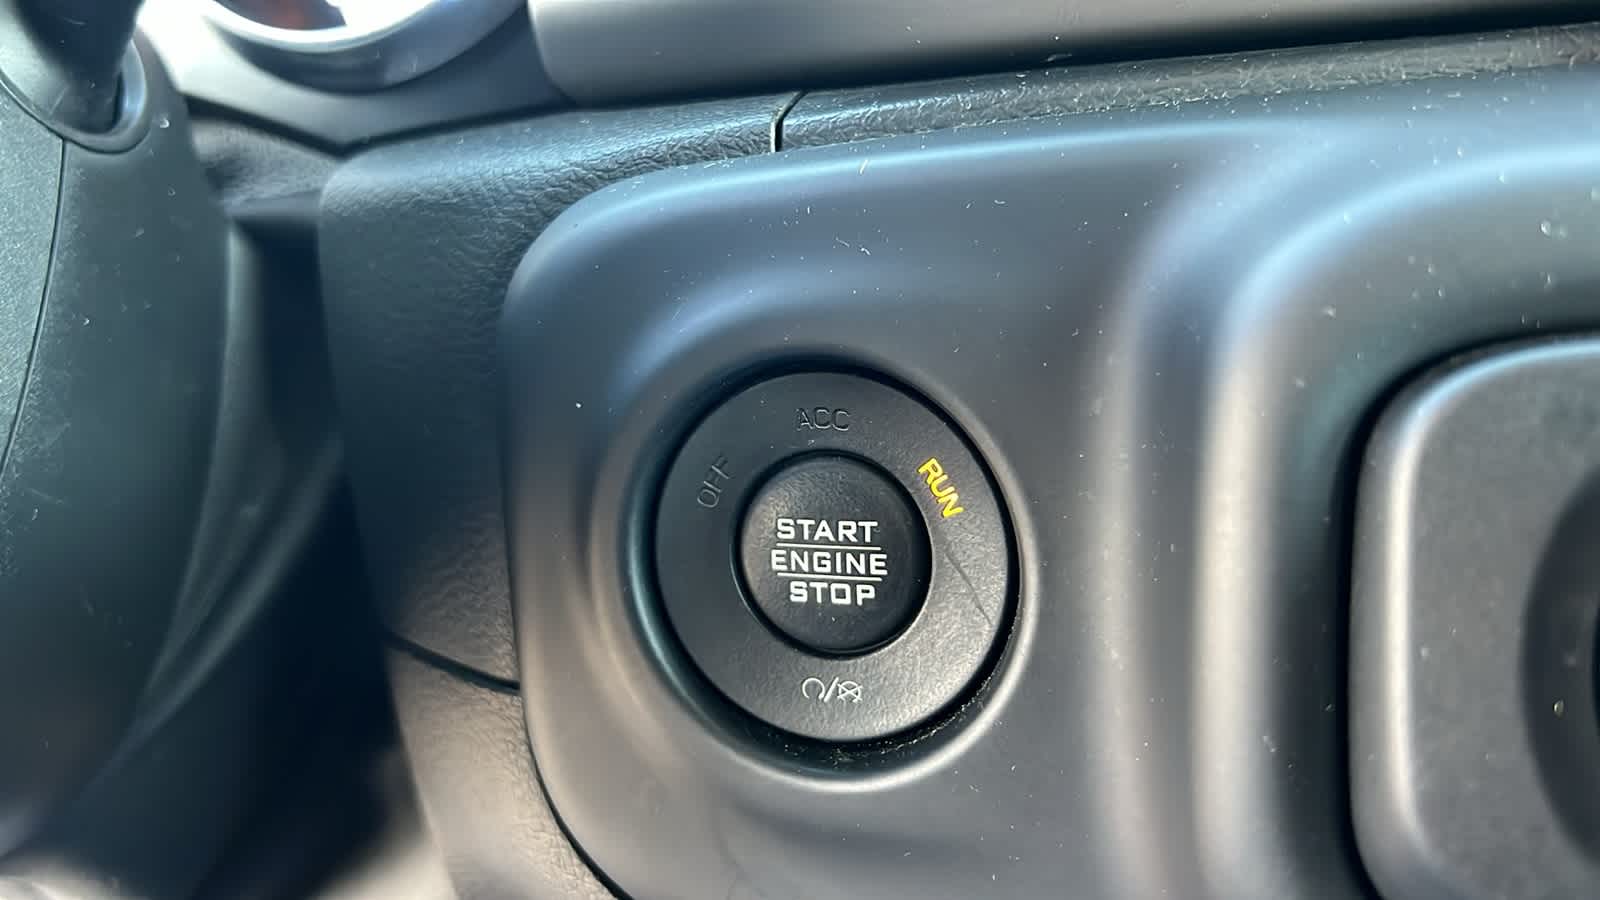 ACC
OFF
RUN
START
ENGINE
STOP